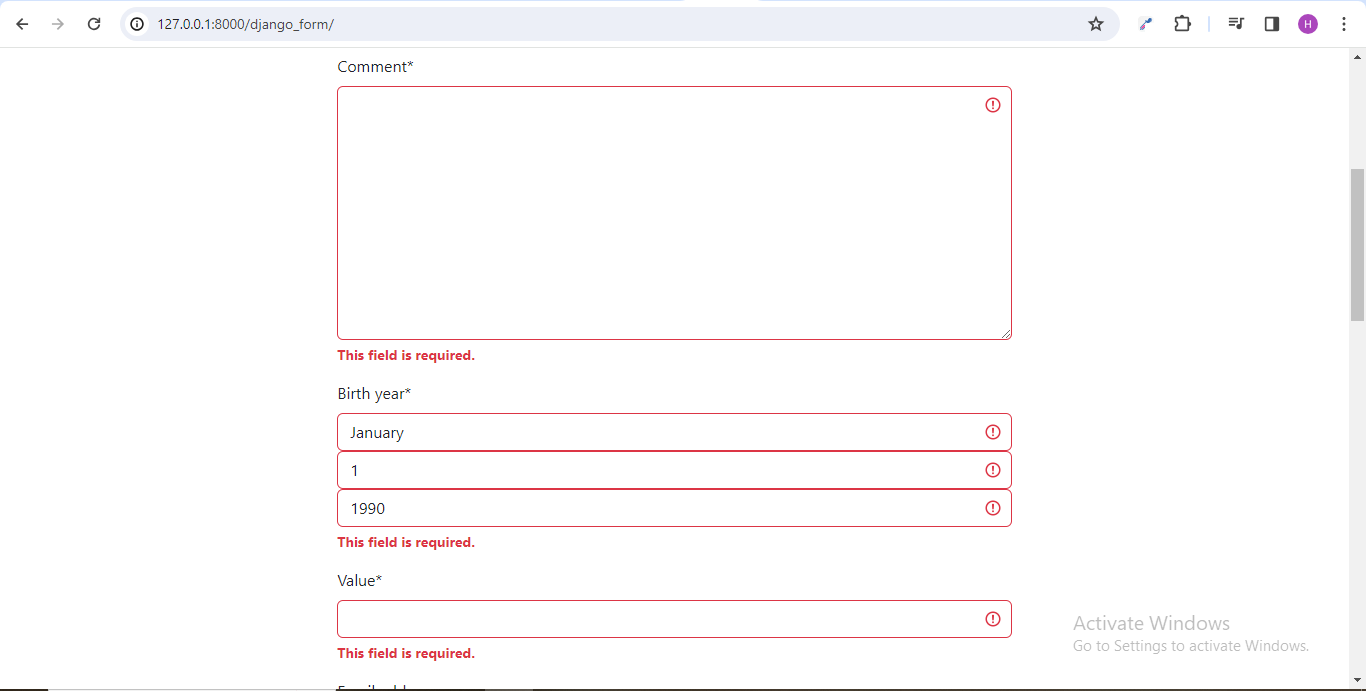 127.0.0.1:8000/django_form/
H
Comment*
This field is required.
Birth year*
January
1
1990
This field is required.
Value*
This field is required.
Activate Windows
Go to Settings to activate Windows.